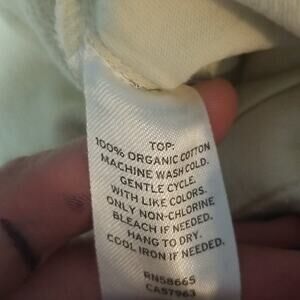 TOP:
100% ORGANIC COTTON
MACHINE WASH COLD.
GENTLE CYCLE.
WITH LIKE COLORS.
ONLY NON-CHLORINE
BLEACH IF NEEDED.
HANG TO DRY.
COOL IRON IF NEEDED.
RN58665
CA57963